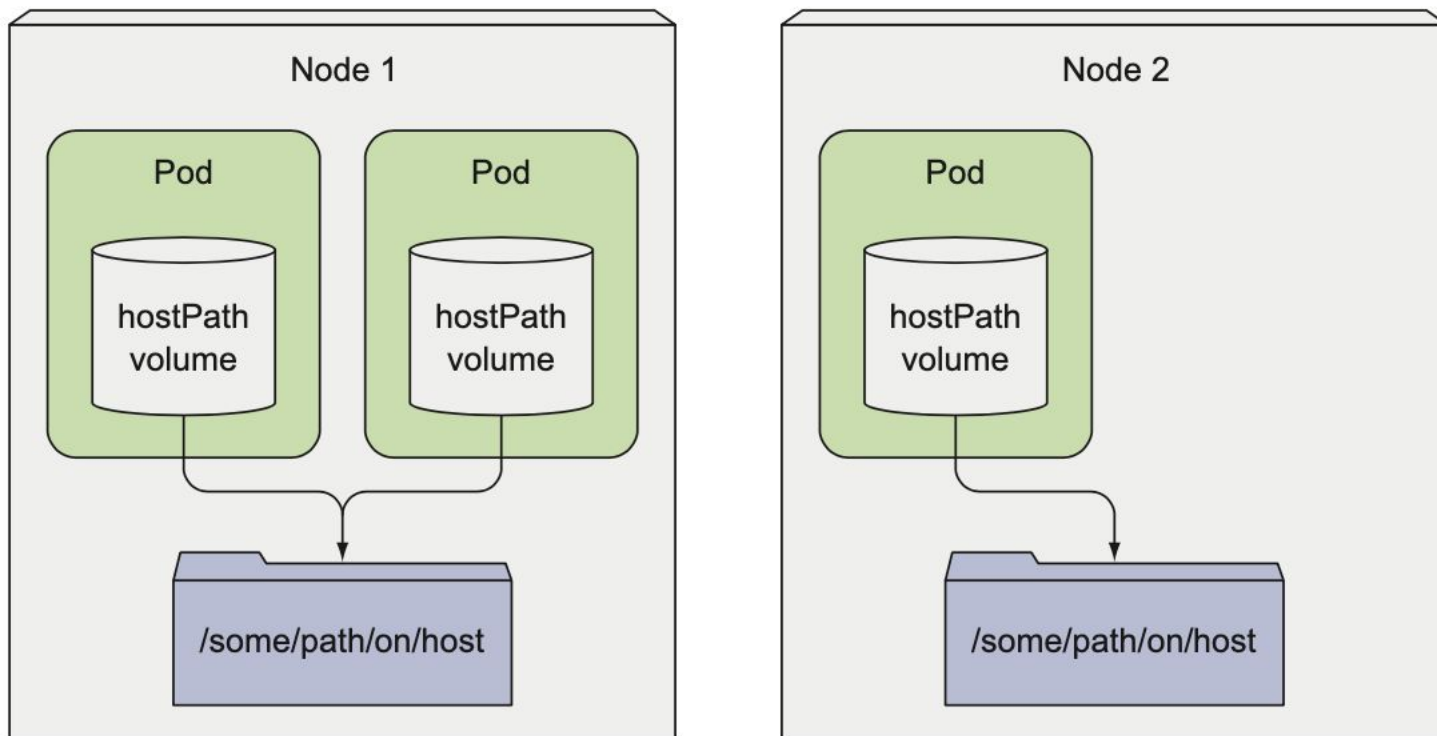 Node 1
Pod
Pod
hostPath
volume
hostPath
volume
/some/path/on/host
Node 2
Pod
hostPath
volume
/some/path/on/host